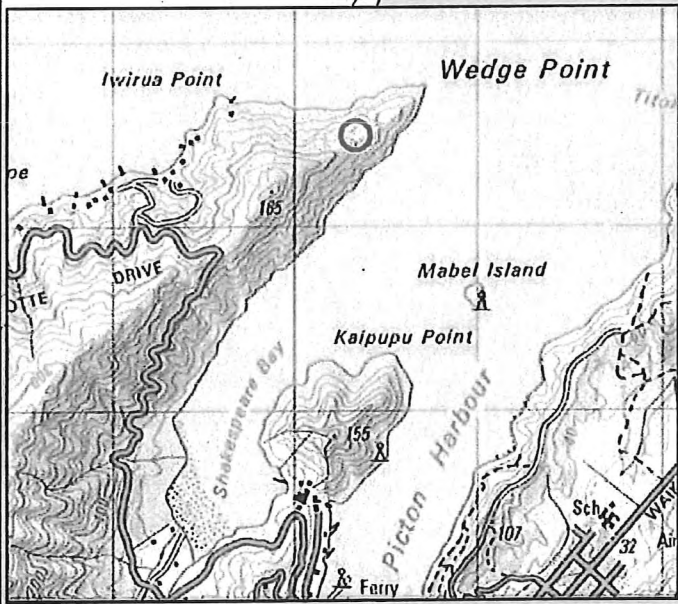 Iwirua Point
Wedge Point
165
DRIVE
Mabel Island
Kaipupu Point
Shakespeare Bay
155
Picton Harbour
107
Sch
32
Ferry